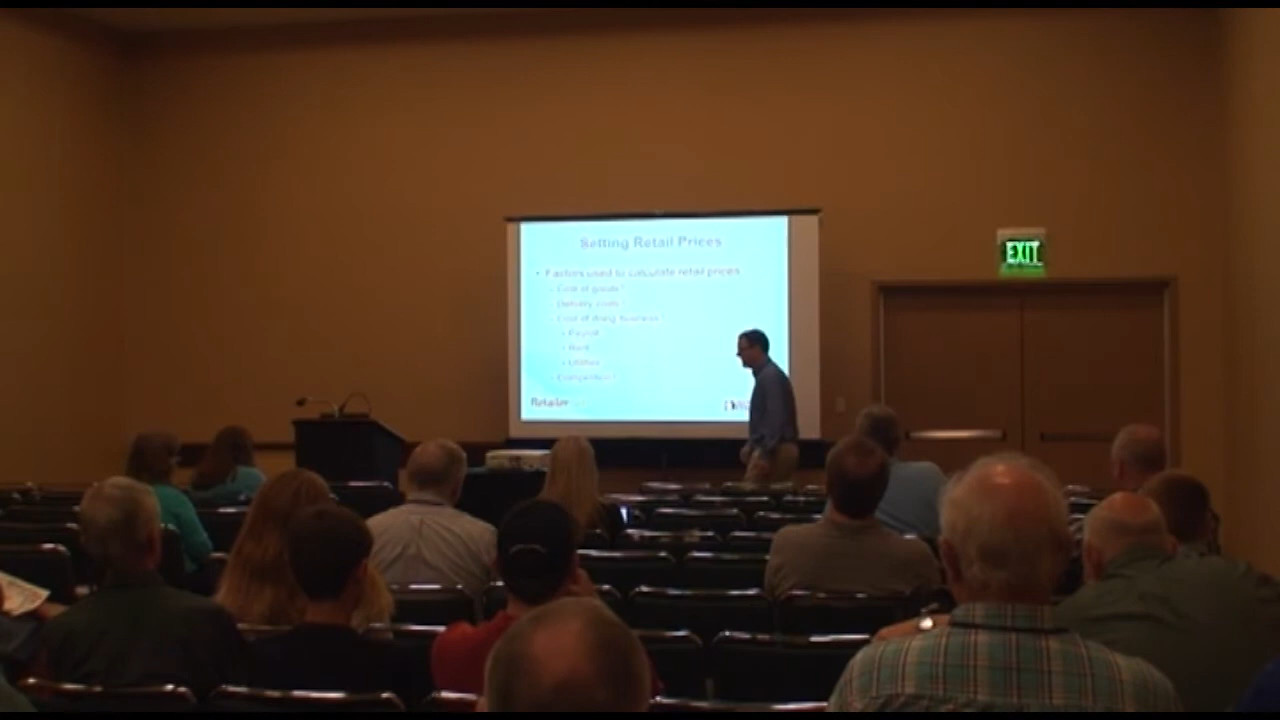 Setting Retail Prices
• Factors used to calculate retail prices
– Cost of goods?
– Delivery costs?
– Cost of doing business?
• Payroll
• Rent
• Utilities
– Competition?
Retailer
EXIT